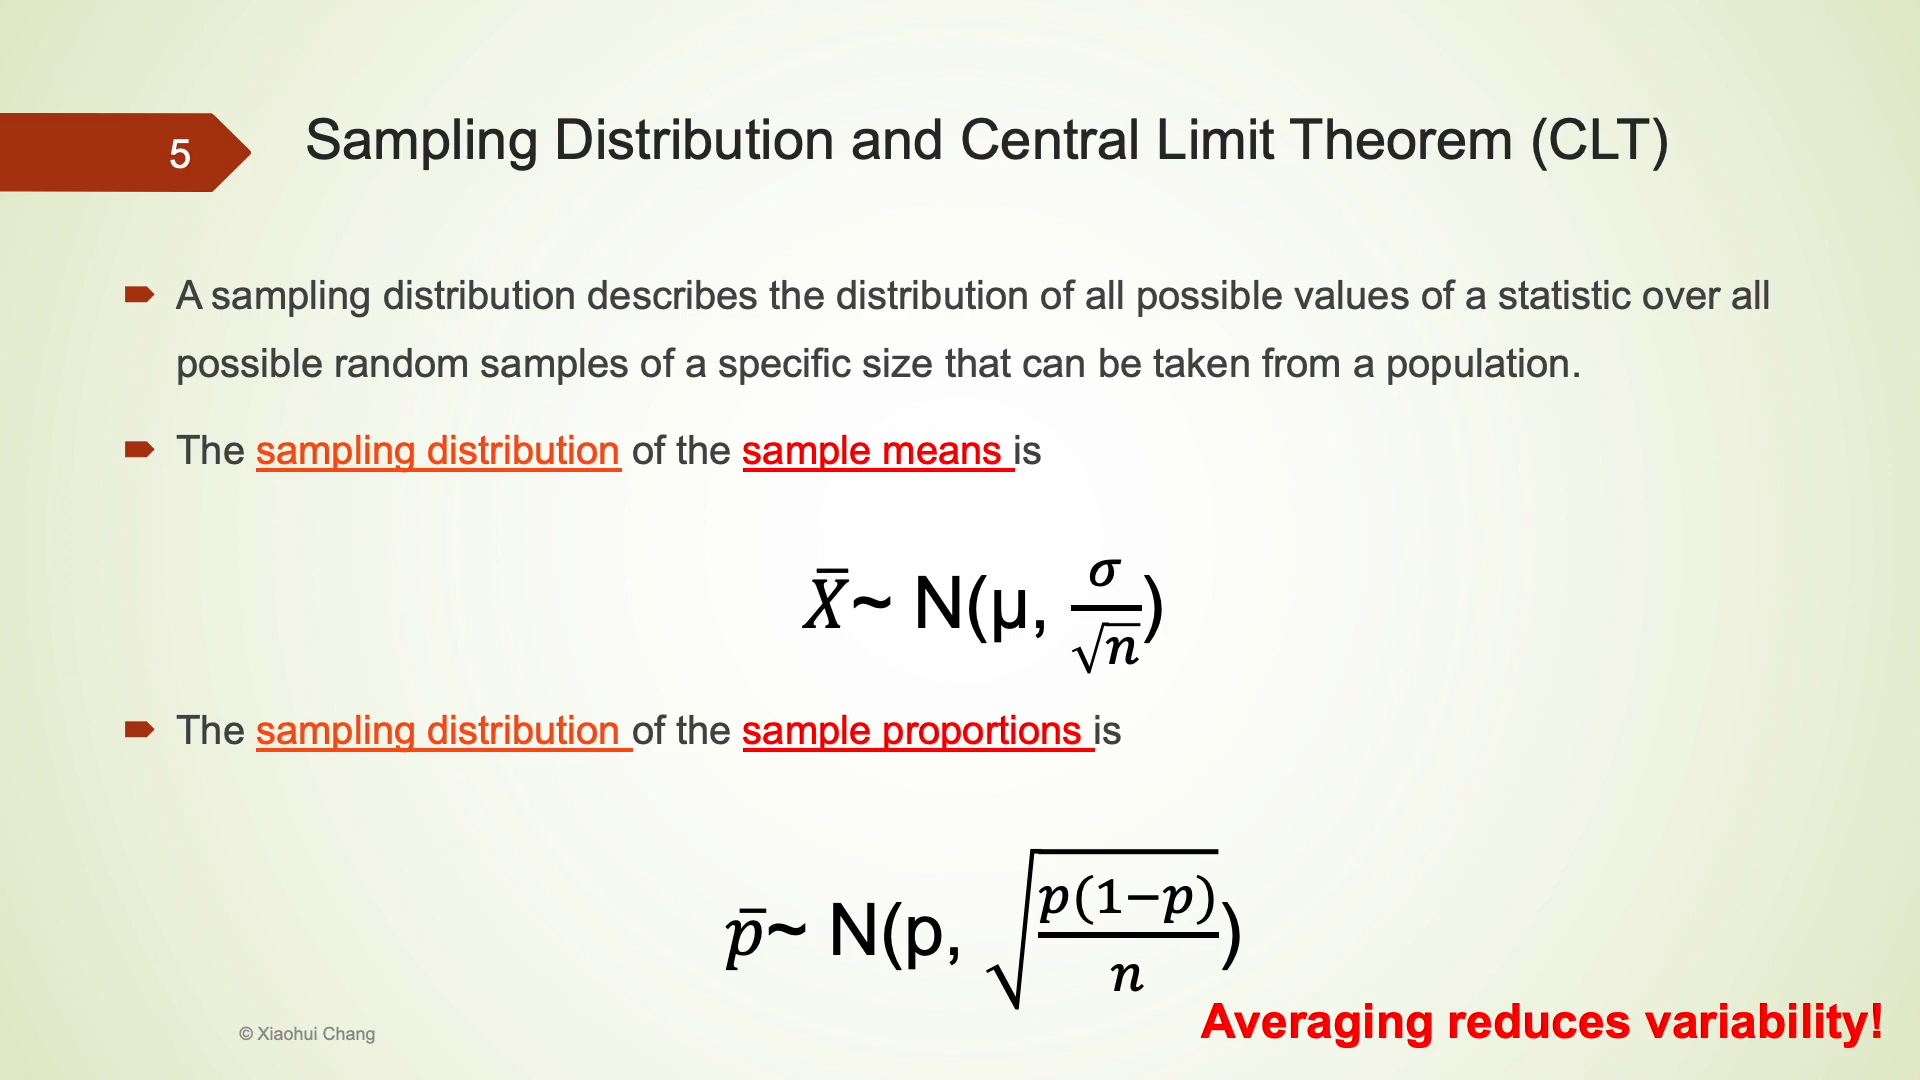 5
Sampling Distribution and Central Limit Theorem (CLT)
A sampling distribution describes the distribution of all possible values of a statistic over all
possible random samples of a specific size that can be taken from a population.
The sampling distribution of the sample means is
X̄~ N(μ, σ/√n)
The sampling distribution of the sample proportions is
p̄~ N(p, √(p(1−p)/n))
Averaging reduces variability!
© Xiaohui Chang